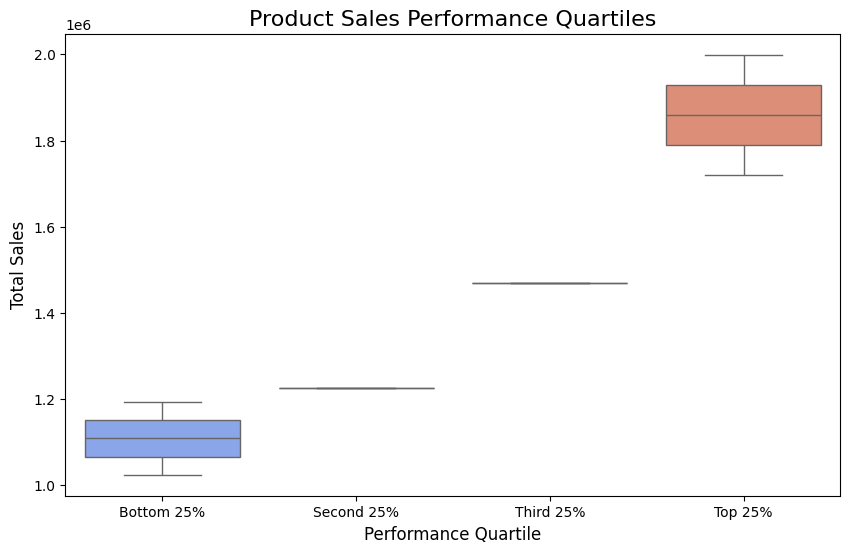 Product Sales Performance Quartiles
1e6
2.0
1.8
1.6
1.4
1.2
1.0
Total Sales
Bottom 25%
Second 25%
Third 25%
Top 25%
Performance Quartile